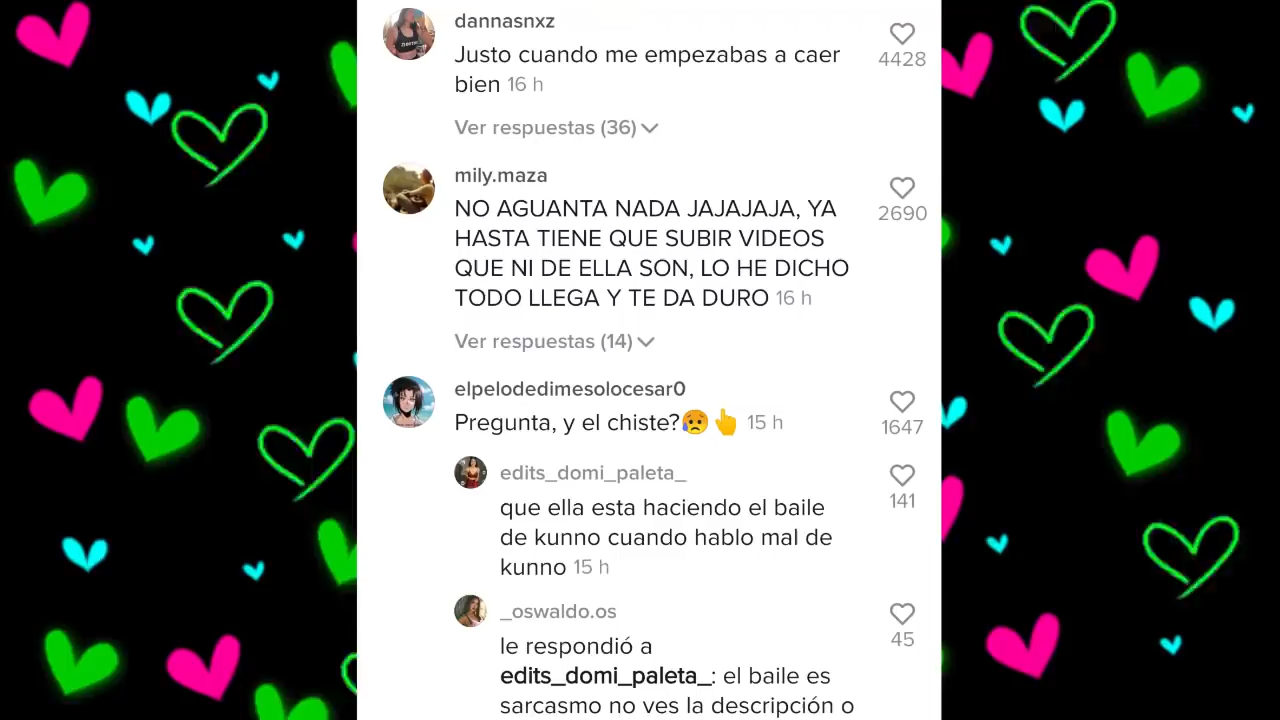 dannasnxz
Justo cuando me empezabas a caer
bien 16 h
4428
Ver respuestas (36)
mily.maza
NO AGUANTA NADA JAJAJAJA, YA
HASTA TIENE QUE SUBIR VIDEOS
QUE NI DE ELLA SON, LO HE DICHO
TODO LLEGA Y TE DA DURO 16 h
2690
Ver respuestas (14)
elpelodedimesolocesar0
Pregunta, y el chiste?😥👆 15 h
1647
edits_domi_paleta_
que ella esta haciendo el baile
de kunno cuando hablo mal de
kunno 15 h
141
_oswaldo.os
le respondió a
edits_domi_paleta_: el baile es
sarcasmo no ves la descripción o
45